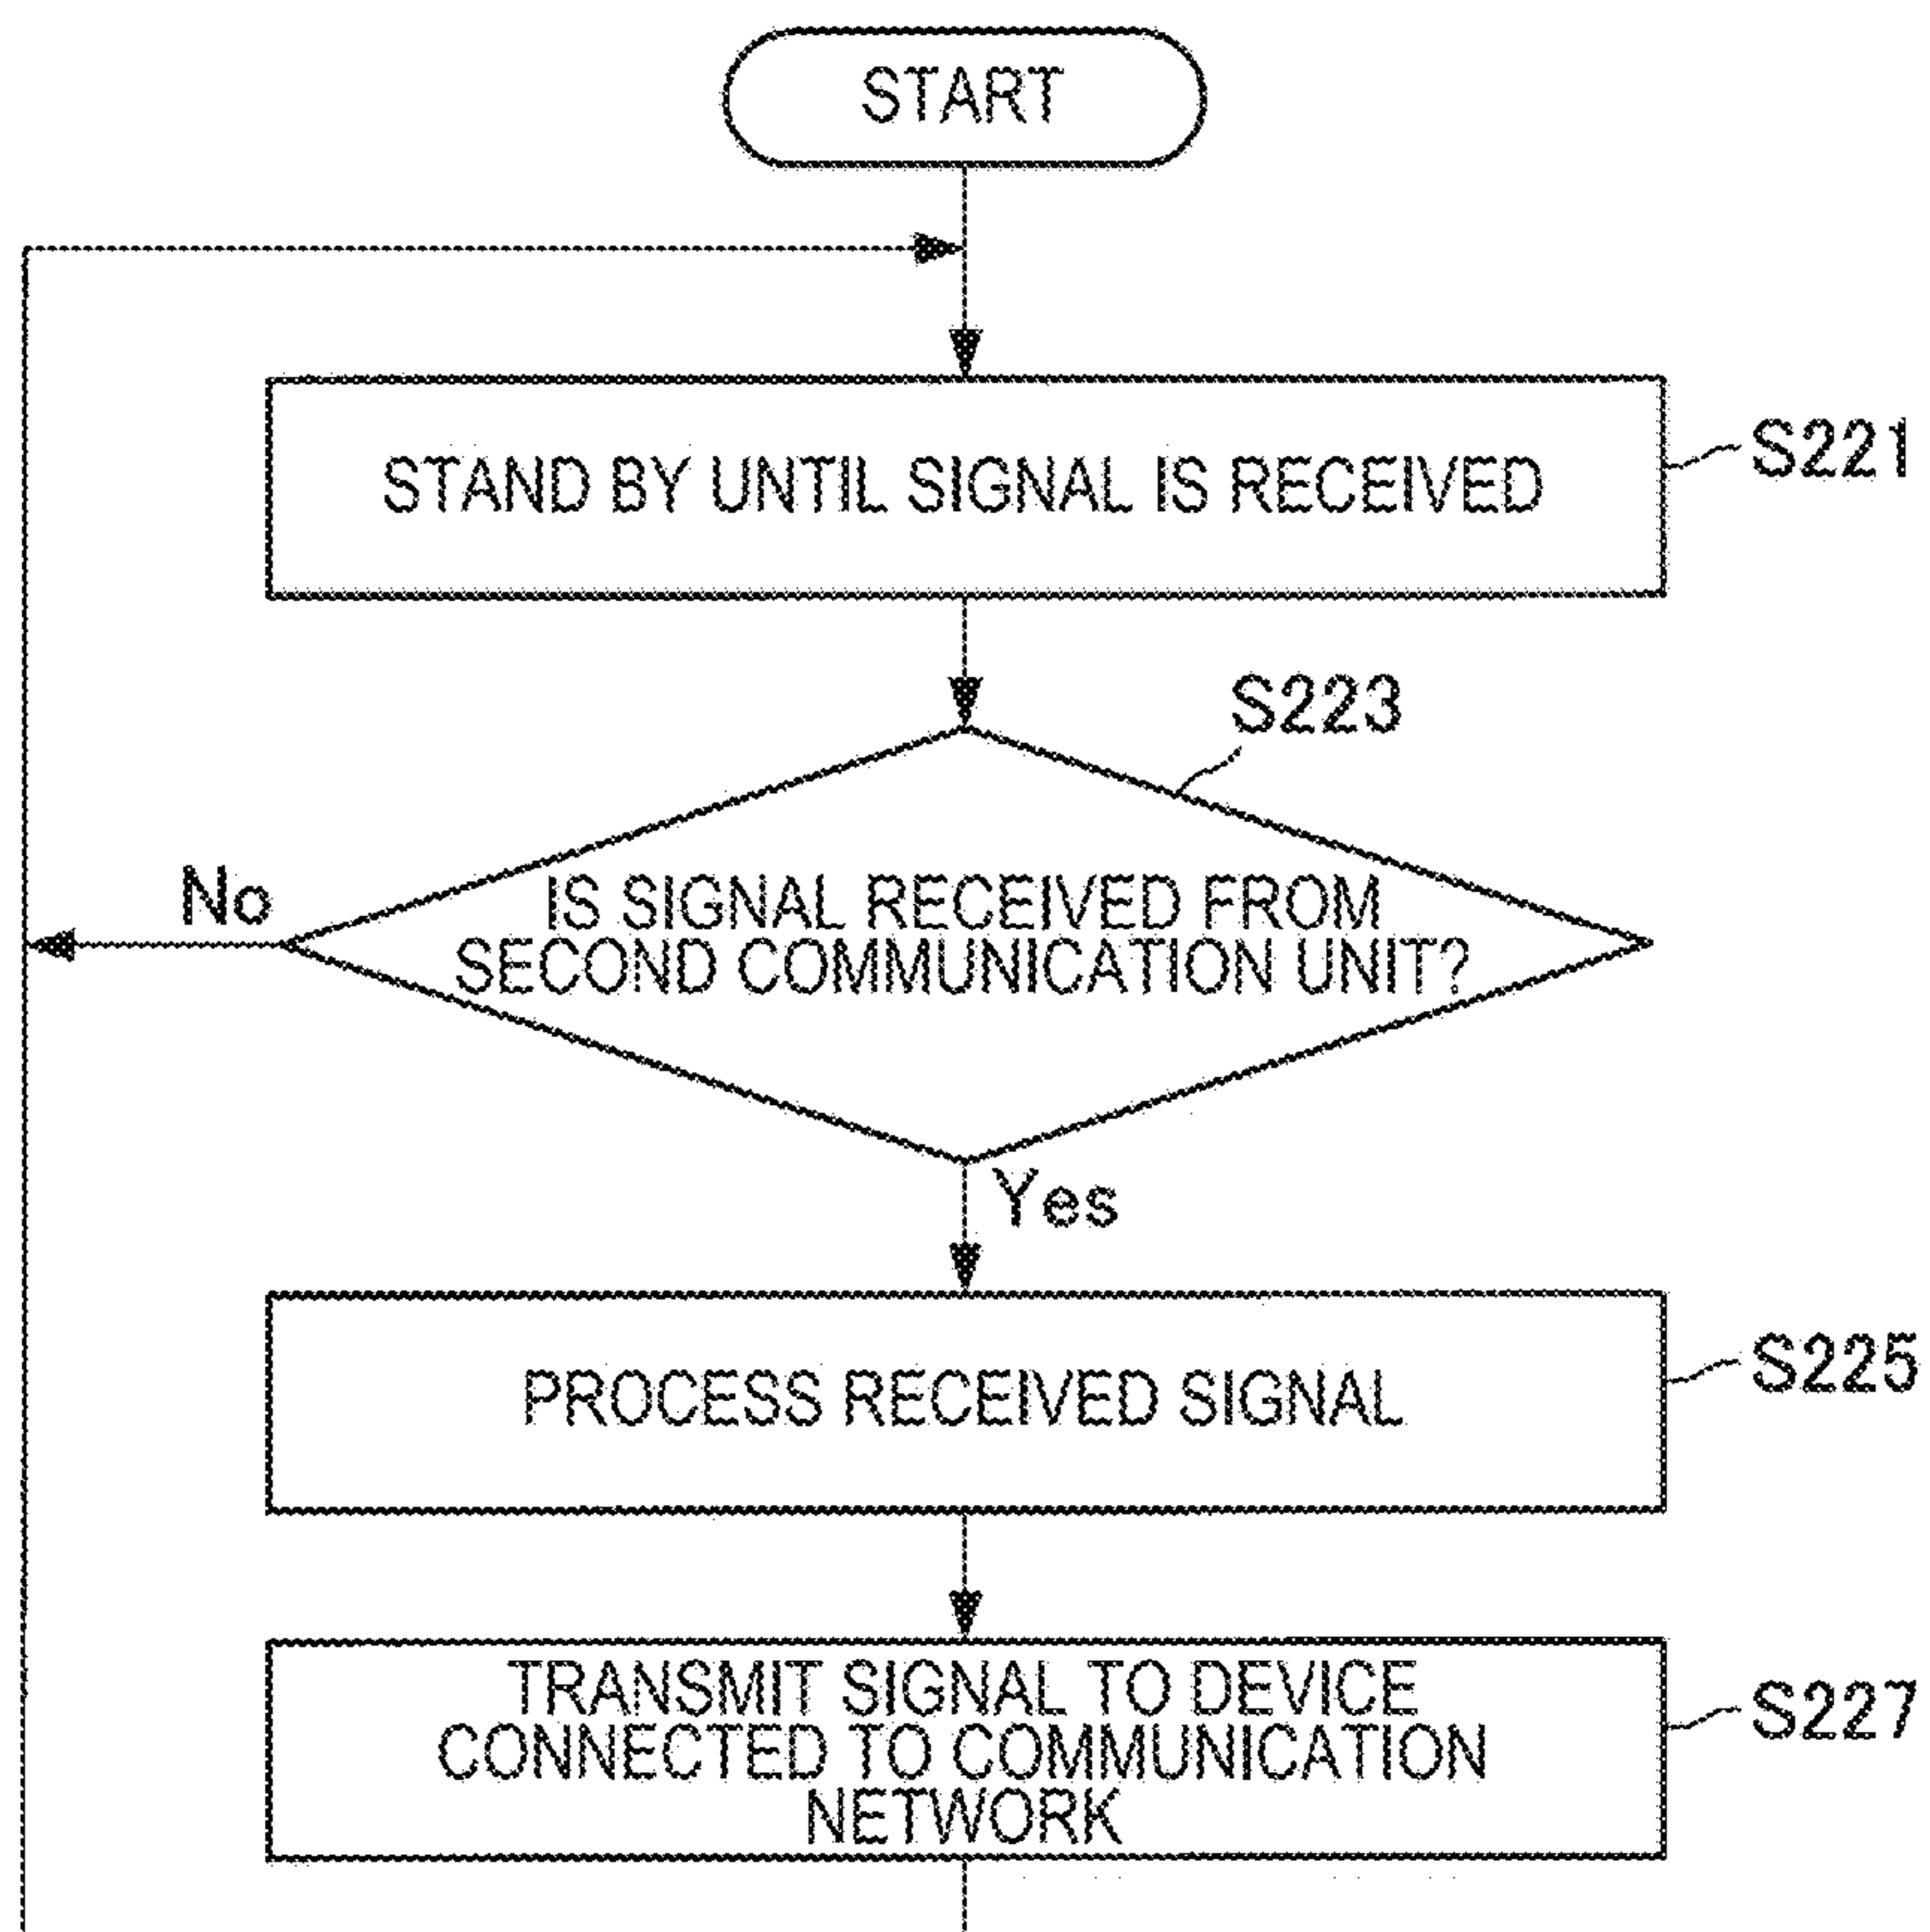 START
STAND BY UNTIL SIGNAL IS RECEIVED
S221
S223
No
IS SIGNAL RECEIVED FROM
SECOND COMMUNICATION UNIT?
Yes
PROCESS RECEIVED SIGNAL
S225
TRANSMIT SIGNAL TO DEVICE
CONNECTED TO COMMUNICATION
NETWORK
S227